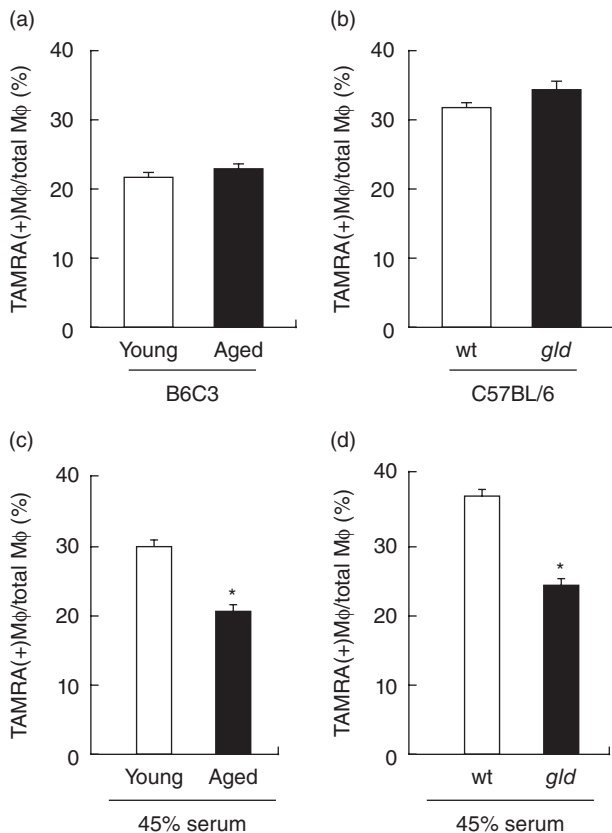 (a)
TAMRA(+)Mϕ/total Mϕ (%)
40
30
20
10
0
Young Aged
B6C3
(b)
TAMRA(+)Mϕ/total Mϕ (%)
40
30
20
10
0
wt gld
C57BL/6
(c)
TAMRA(+)Mϕ/total Mϕ (%)
40
30
20
10
0
*
Young Aged
45% serum
(d)
TAMRA(+)Mϕ/total Mϕ (%)
40
30
20
10
0
*
wt gld
45% serum